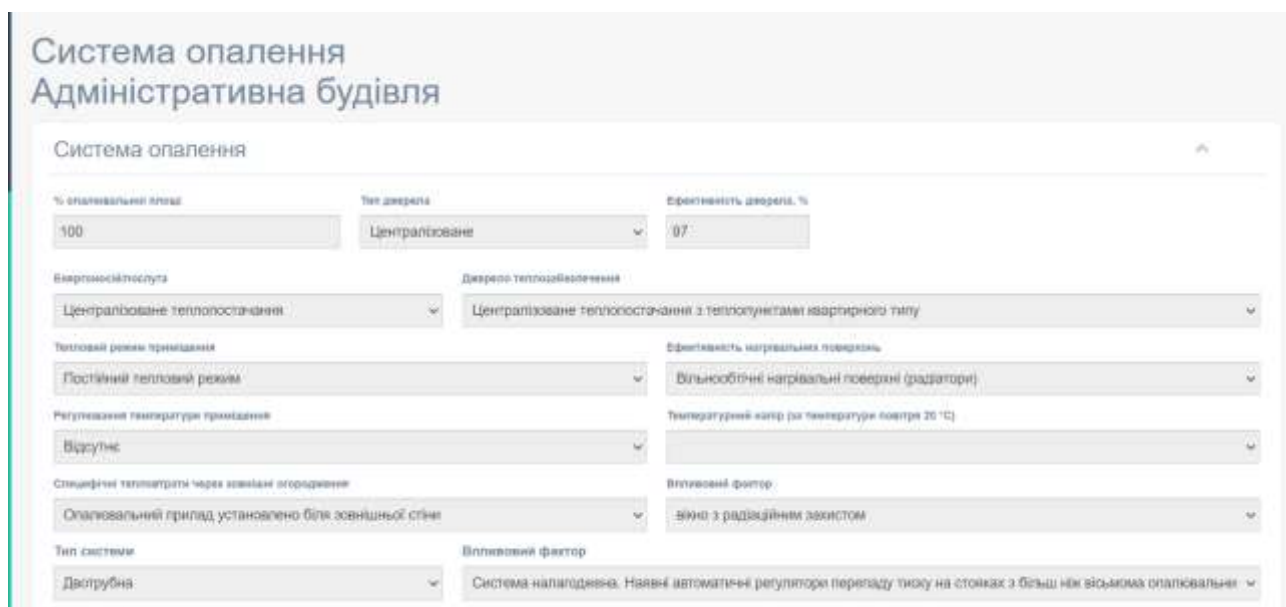 Система опалення
Адміністративна будівля
Система опалення
% опалювальної площі Тип джерела Ефективність джерела, %
100 Централізоване 97
Енергоносій/послуга Джерело теплозабезпечення
Централізоване теплопостачання Централізоване теплопостачання з теплопунктами квартирного типу
Тепловий режим приміщення Ефективність нагрівальних поверхонь
Постійний тепловий режим Вільнообтічні нагрівальні поверхні (радіатори)
Регулювання температури приміщення Температурний напір (за температури повітря 20 °C)
Відсутнє
Специфічні тепловтрати через зовнішні огородження Впливовий фактор
Опалювальний прилад установлено біля зовнішньої стіни вікно з радіаційним захистом
Тип системи Впливовий фактор
Двотрубна Система налагоджена. Наявні автоматичні регулятори перепаду тиску на стояках з більш ніж вісьмома опалювальни